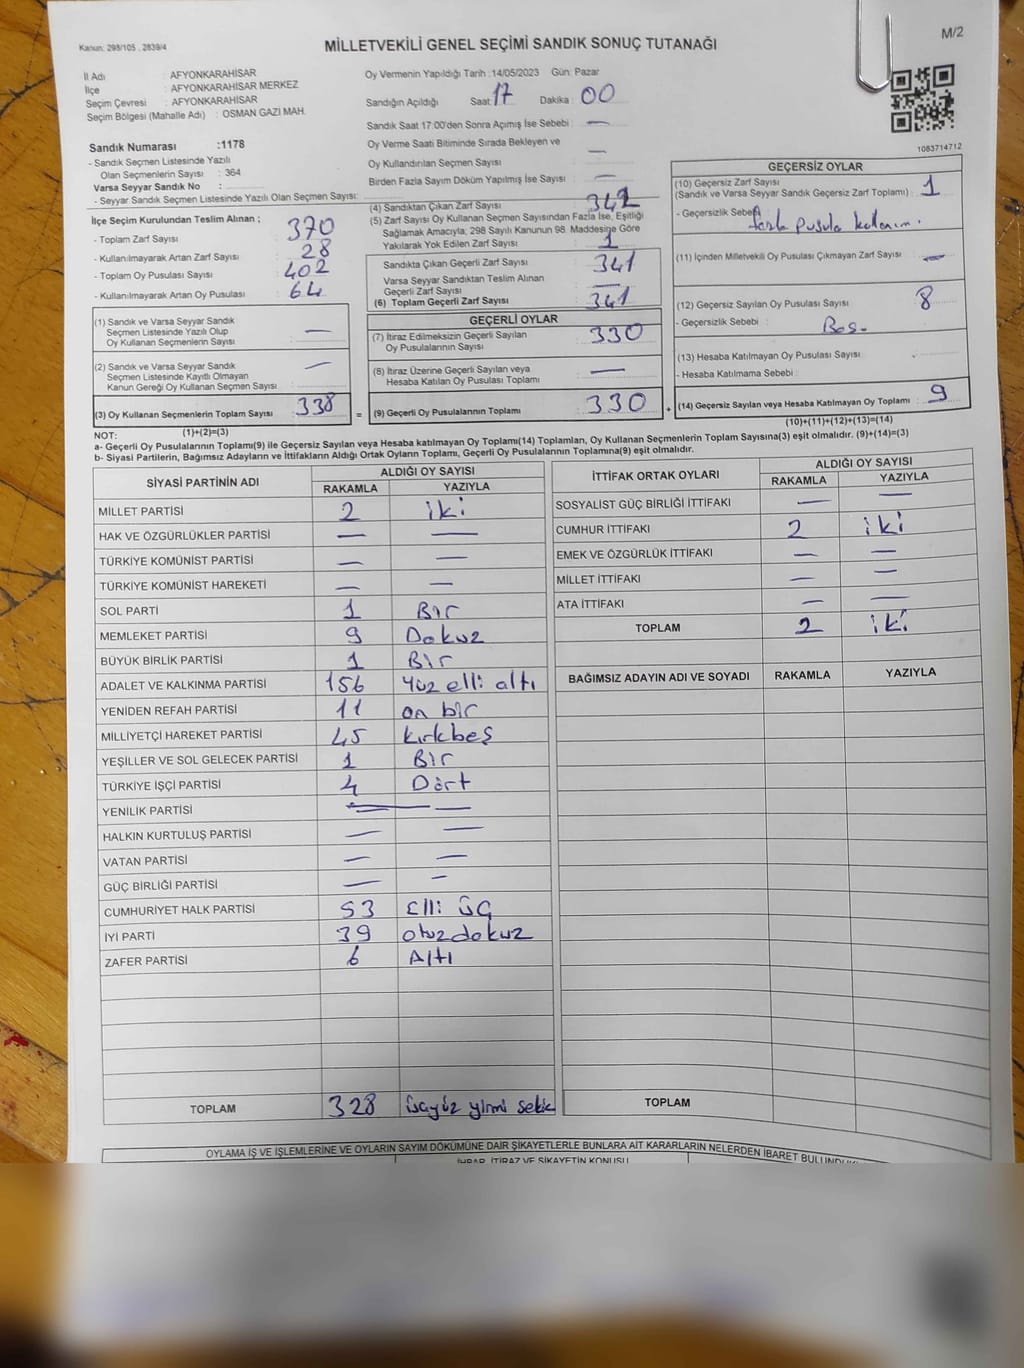 Kanun: 298/105 , 2839/4
MİLLETVEKİLİ GENEL SEÇİMİ SANDIK SONUÇ TUTANAĞI
M/2
İl Adı : AFYONKARAHİSAR
İlçe : AFYONKARAHİSAR MERKEZ
Seçim Çevresi : AFYONKARAHİSAR
Seçim Bölgesi (Mahalle Adı) : OSMAN GAZİ MAH.
Oy Vermenin Yapıldığı Tarih :14/05/2023 Gün: Pazar
Sandığın Açıldığı Saat: 17 Dakika : 00
Sandık Saat 17:00'den Sonra Açımış İse Sebebi : —
Oy Verme Saati Bitiminde Sırada Bekleyen ve
Oy Kullandırılan Seçmen Sayısı : —
Birden Fazla Sayım Döküm Yapılmış İse Sayısı : —
1083714712
Sandık Numarası :1178
- Sandık Seçmen Listesinde Yazılı
Olan Seçmenlerin Sayısı : 364
Varsa Seyyar Sandık No :
- Seyyar Sandık Seçmen Listesinde Yazılı Olan Seçmen Sayısı:
İlçe Seçim Kurulundan Teslim Alınan ;
- Toplam Zarf Sayısı : 370
- Kullanılmayarak Artan Zarf Sayısı : 28
- Toplam Oy Pusulası Sayısı : 402
- Kullanılmayarak Artan Oy Pusulası : 64
(4) Sandıktan Çıkan Zarf Sayısı : 342
(5) Zarf Sayısı Oy Kullanan Seçmen Sayısından Fazla İse, Eşitliği
Sağlamak Amacıyla, 298 Sayılı Kanunun 98. Maddesine Göre
Yakılarak Yok Edilen Zarf Sayısı : 1
Sandıkta Çıkan Geçerli Zarf Sayısı : 341
Varsa Seyyar Sandıktan Teslim Alınan
Geçerli Zarf Sayısı : —
(6) Toplam Geçerli Zarf Sayısı : 341
GEÇERSİZ OYLAR
(10) Geçersiz Zarf Sayısı
(Sandık ve Varsa Seyyar Sandık Geçersiz Zarf Toplamı) : 1
- Geçersizlik Sebebi : fazla pusula
(11) İçinden Milletvekili Oy Pusulası Çıkmayan Zarf Sayısı : —
(12) Geçersiz Sayılan Oy Pusulası Sayısı : 8
- Geçersizlik Sebebi : Boş.
(13) Hesaba Katılmayan Oy Pusulası Sayısı :
- Hesaba Katılmama Sebebi :
(14) Geçersiz Sayılan veya Hesaba Katılmayan Oy Toplamı : 9
(10)+(11)+(12)+(13)=(14)
(1) Sandık ve Varsa Seyyar Sandık
Seçmen Listesinde Yazılı Olup
Oy Kullanan Seçmenlerin Sayısı : —
(2) Sandık ve Varsa Seyyar Sandık
Seçmen Listesinde Kayıtlı Olmayan
Kanun Gereği Oy Kullanan Seçmen Sayısı : —
(3) Oy Kullanan Seçmenlerin Toplam Sayısı : 338
(1)+(2)=(3)
GEÇERLİ OYLAR
(7) İtiraz Edilmeksizin Geçerli Sayılan
Oy Pusulalarının Sayısı : 330
(8) İtiraz Üzerine Geçerli Sayılan veya
Hesaba Katılan Oy Pusulası Toplamı : —
= (9) Geçerli Oy Pusulalarının Toplamı : 330 +
NOT:
a- Geçerli Oy Pusulalarının Toplamı(9) ile Geçersiz Sayılan veya Hesaba katılmayan Oy Toplamı(14) Toplamları, Oy Kullanan Seçmenlerin Toplam Sayısına(3) eşit olmalıdır. (9)+(14)=(3)
b- Siyasi Partilerin, Bağımsız Adayların ve İttifakların Aldığı Ortak Oyların Toplamı, Geçerli Oy Pusulalarının Toplamına(9) eşit olmalıdır.
SİYASİ PARTİNİN ADI ALDIĞI OY SAYISI
RAKAMLA YAZIYLA
MİLLET PARTİSİ 2 iki
HAK VE ÖZGÜRLÜKLER PARTİSİ — —
TÜRKİYE KOMÜNİST PARTİSİ — —
TÜRKİYE KOMÜNİST HAREKETİ — —
SOL PARTİ 1 Bir
MEMLEKET PARTİSİ 9 Dokuz
BÜYÜK BİRLİK PARTİSİ 1 Bir
ADALET VE KALKINMA PARTİSİ 156 Yüz elli altı
YENİDEN REFAH PARTİSİ 11 on bir
MİLLİYETÇİ HAREKET PARTİSİ 45 kırkbeş
YEŞİLLER VE SOL GELECEK PARTİSİ 1 Bir
TÜRKİYE İŞÇİ PARTİSİ 4 Dört
YENİLİK PARTİSİ — —
HALKIN KURTULUŞ PARTİSİ — —
VATAN PARTİSİ — —
GÜÇ BİRLİĞİ PARTİSİ — —
CUMHURİYET HALK PARTİSİ 53 Elli üç
İYİ PARTİ 39 otuzdokuz
ZAFER PARTİSİ 6 Altı
TOPLAM 328 üçyüz yirmi sekiz
İTTİFAK ORTAK OYLARI ALDIĞI OY SAYISI
RAKAMLA YAZIYLA
SOSYALİST GÜÇ BİRLİĞİ İTTİFAKI — —
CUMHUR İTTİFAKI 2 iki
EMEK VE ÖZGÜRLÜK İTTİFAKI — —
MİLLET İTTİFAKI — —
ATA İTTİFAKI — —
TOPLAM 2 iki
BAĞIMSIZ ADAYIN ADI VE SOYADI RAKAMLA YAZIYLA
TOPLAM
OYLAMA İŞ VE İŞLEMLERİNE VE OYLARIN SAYIM DÖKÜMÜNE DAİR ŞİKAYETLERLE BUNLARA AİT KARARLARIN NELERDEN İBARET
İHBAR, İTİRAZ VE ŞİKAYETİN KONUSU